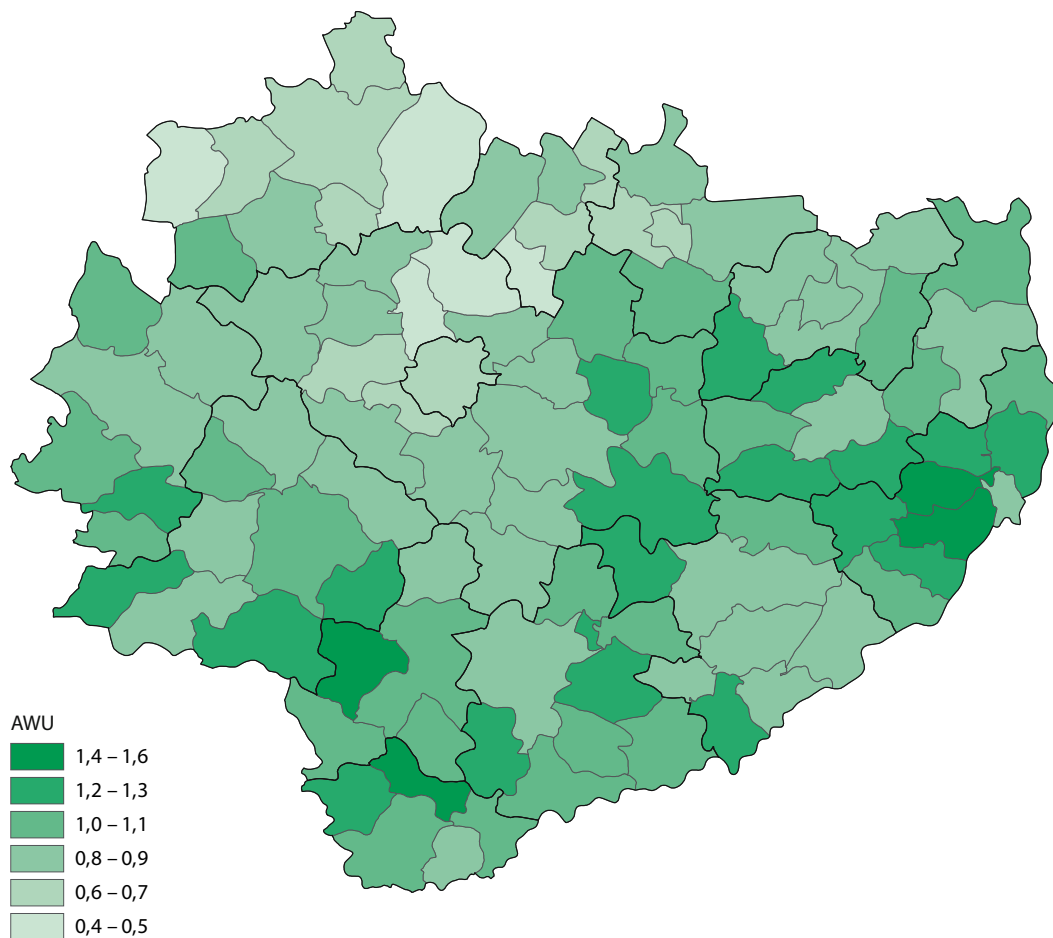 AWU
1,4 – 1,6
1,2 – 1,3
1,0 – 1,1
0,8 – 0,9
0,6 – 0,7
0,4 – 0,5